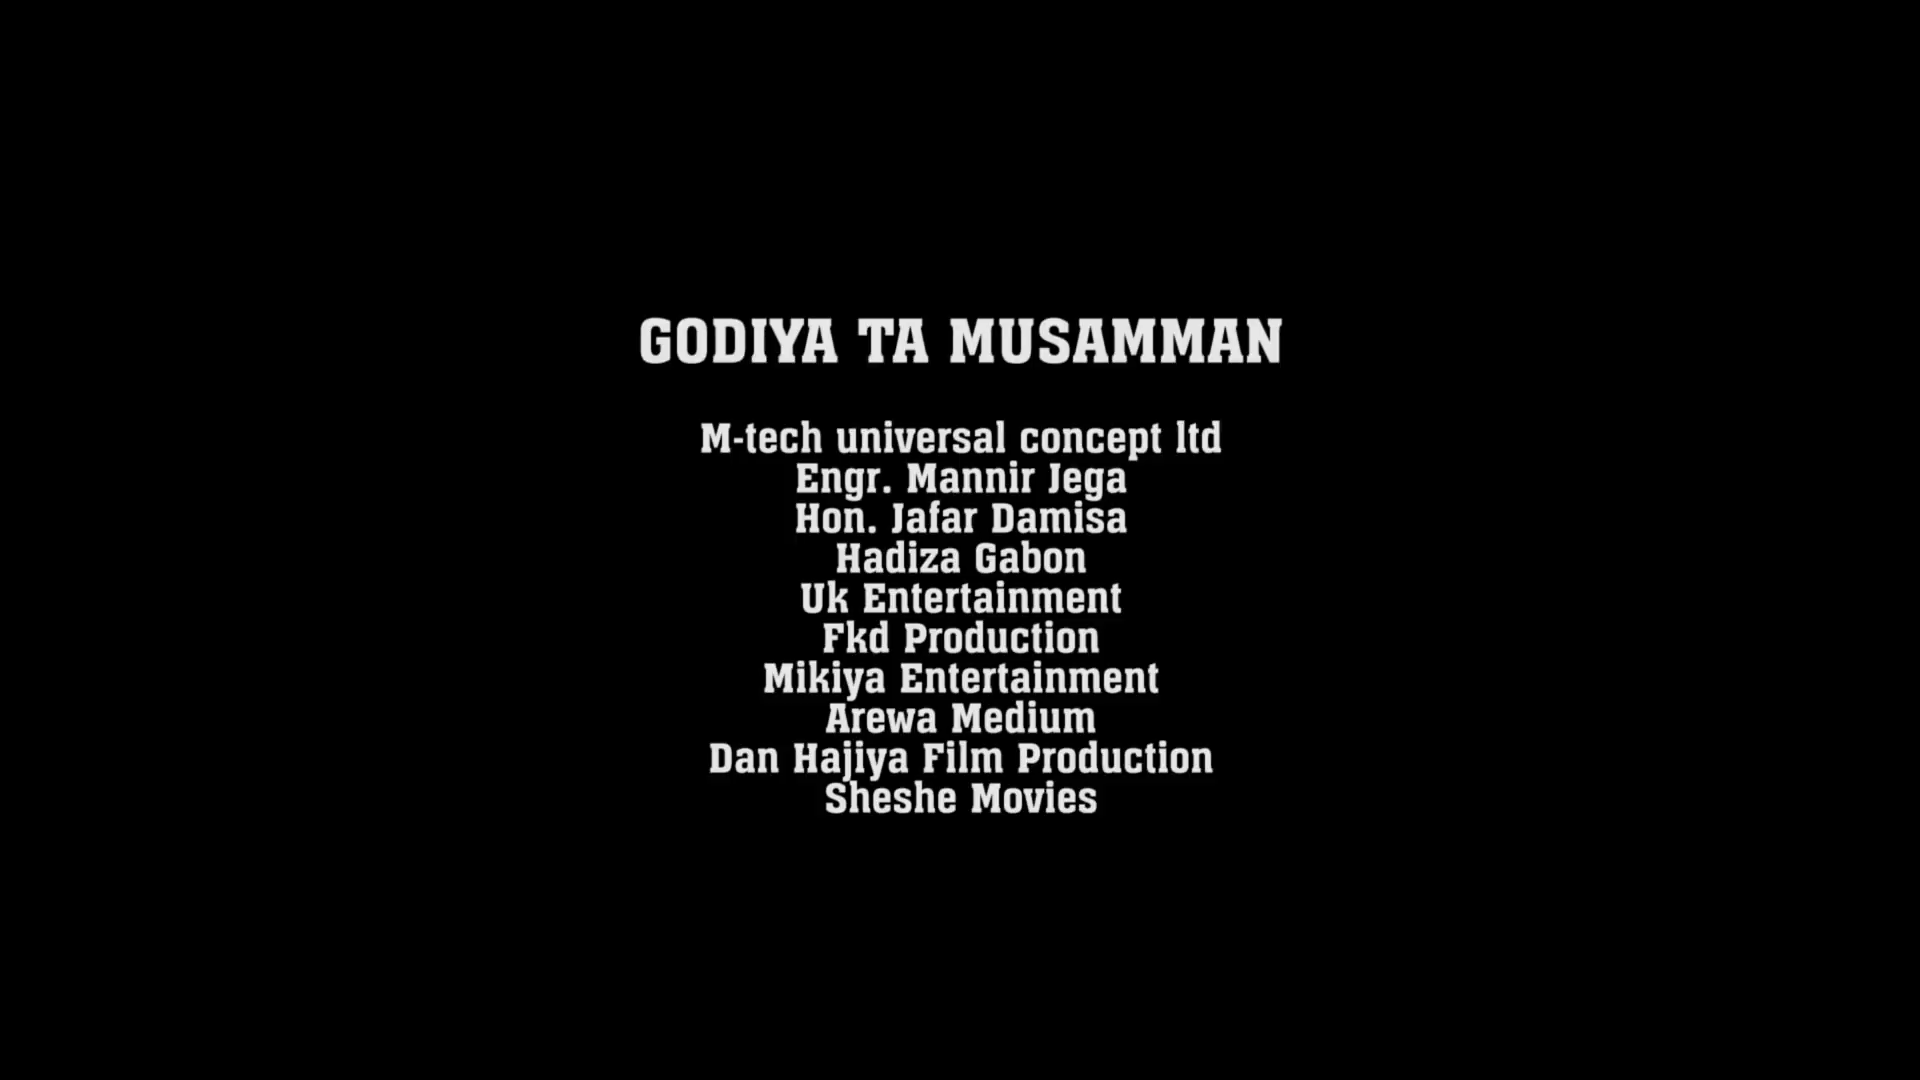 GODIYA TA MUSAMMAN
M-tech universal concept ltd
Engr. Mannir Jega
Hon. Jafar Damisa
Hadiza Gabon
Uk Entertainment
Fkd Production
Mikiya Entertainment
Arewa Medium
Dan Hajiya Film Production
Sheshe Movies